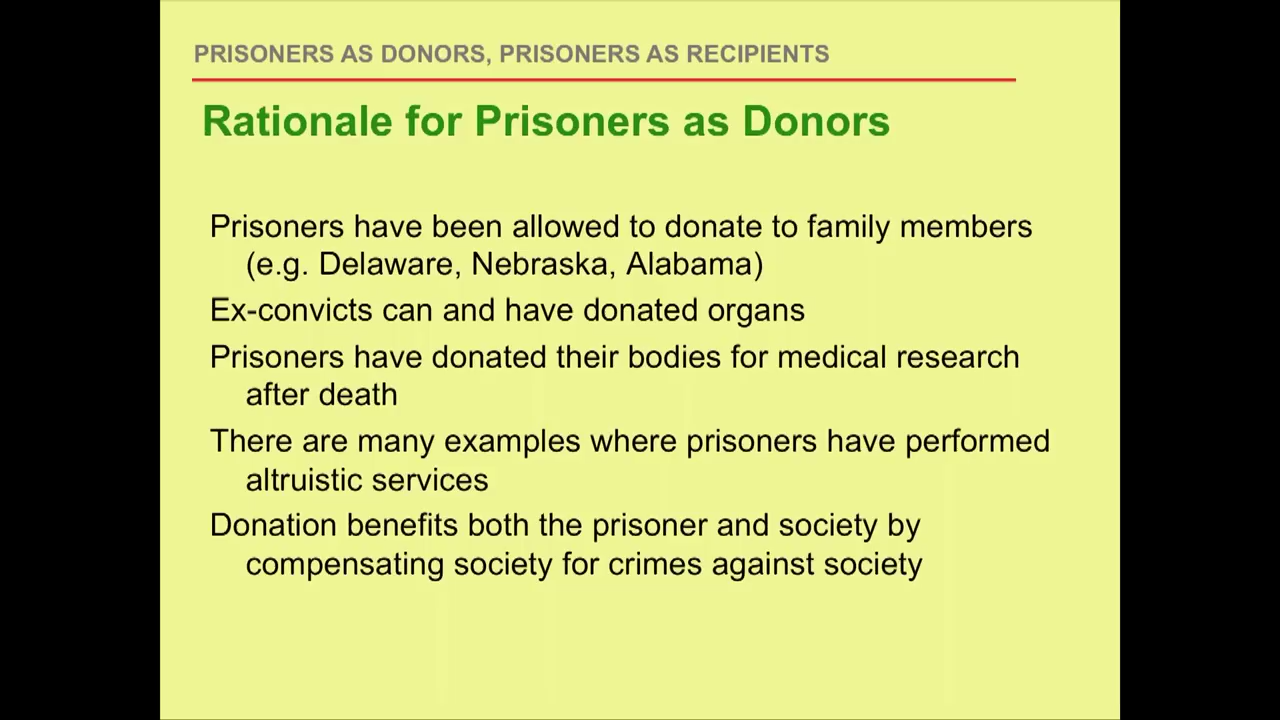 PRISONERS AS DONORS, PRISONERS AS RECIPIENTS
Rationale for Prisoners as Donors
Prisoners have been allowed to donate to family members
(e.g. Delaware, Nebraska, Alabama)
Ex-convicts can and have donated organs
Prisoners have donated their bodies for medical research
after death
There are many examples where prisoners have performed
altruistic services
Donation benefits both the prisoner and society by
compensating society for crimes against society